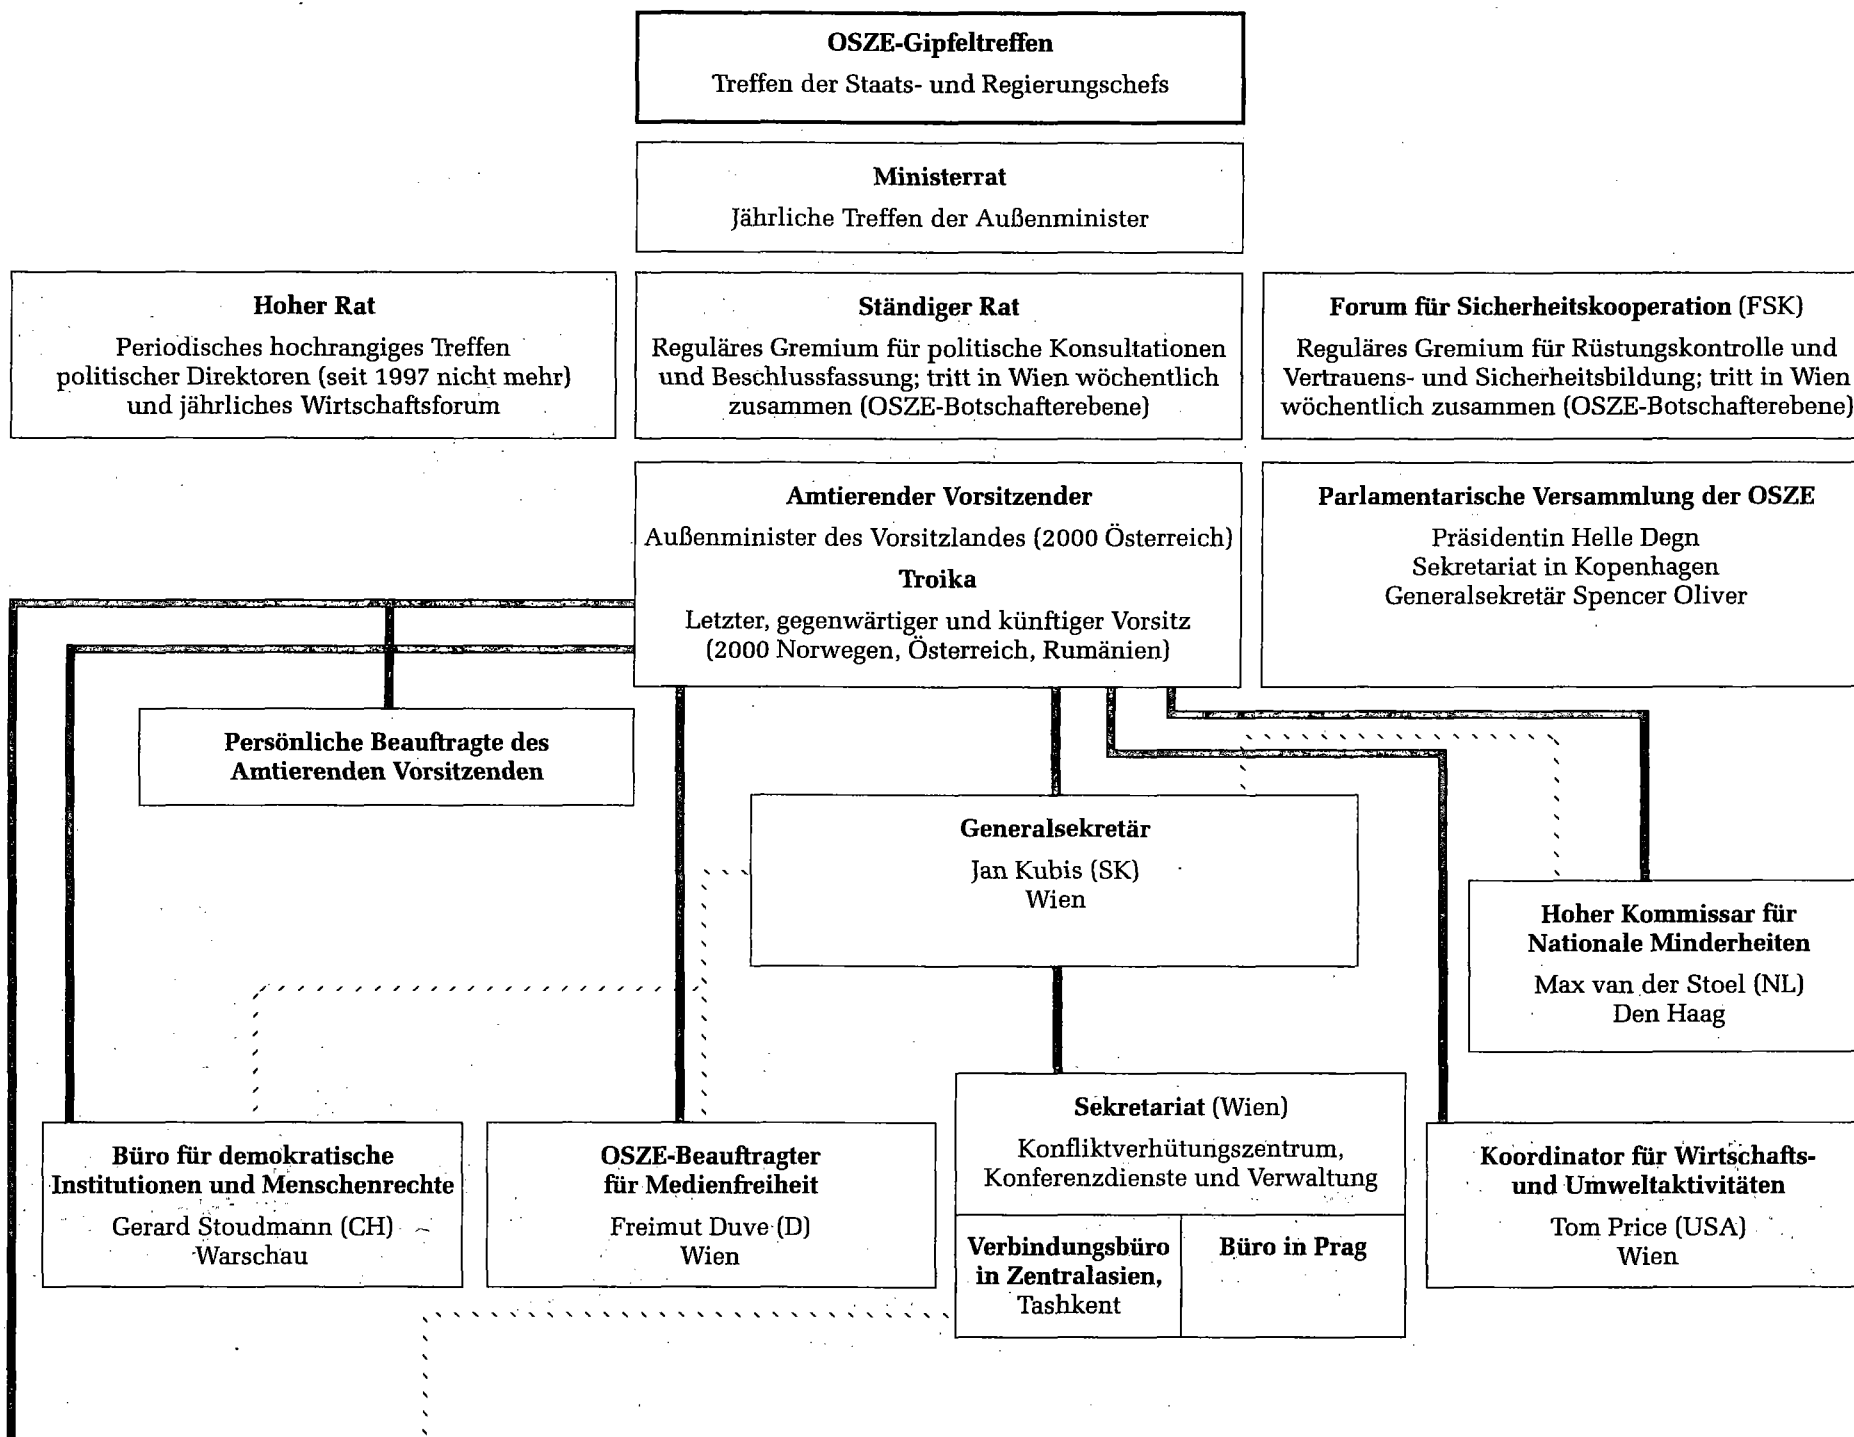 OSZE-Gipfeltreffen
Treffen der Staats- und Regierungschefs
Ministerrat
Jährliche Treffen der Außenminister
Hoher Rat
Periodisches hochrangiges Treffen
politischer Direktoren (seit 1997 nicht mehr)
und jährliches Wirtschaftsforum
Ständiger Rat
Reguläres Gremium für politische Konsultationen
und Beschlussfassung; tritt in Wien wöchentlich
zusammen (OSZE-Botschafterebene)
Forum für Sicherheitskooperation (FSK)
Reguläres Gremium für Rüstungskontrolle und
Vertrauens- und Sicherheitsbildung; tritt in Wien
wöchentlich zusammen (OSZE-Botschafterebene)
Amtierender Vorsitzender
Außenminister des Vorsitzlandes (2000 Österreich)
Troika
Letzter, gegenwärtiger und künftiger Vorsitz
(2000 Norwegen, Österreich, Rumänien)
Parlamentarische Versammlung der OSZE
Präsidentin Helle Degn
Sekretariat in Kopenhagen
Generalsekretär Spencer Oliver
Persönliche Beauftragte des
Amtierenden Vorsitzenden
Generalsekretär
Jan Kubis (SK)
Wien
Hoher Kommissar für
Nationale Minderheiten
Max van der Stoel (NL)
Den Haag
Büro für demokratische
Institutionen und Menschenrechte
Gerard Stoudmann (CH)
Warschau
OSZE-Beauftragter
für Medienfreiheit
Freimut Duve (D)
Wien
Sekretariat (Wien)
Konfliktverhütungszentrum,
Konferenzdienste und Verwaltung
Verbindungsbüro
in Zentralasien,
Tashkent
Büro in Prag
Koordinator für Wirtschafts-
und Umweltaktivitäten
Tom Price (USA)
Wien